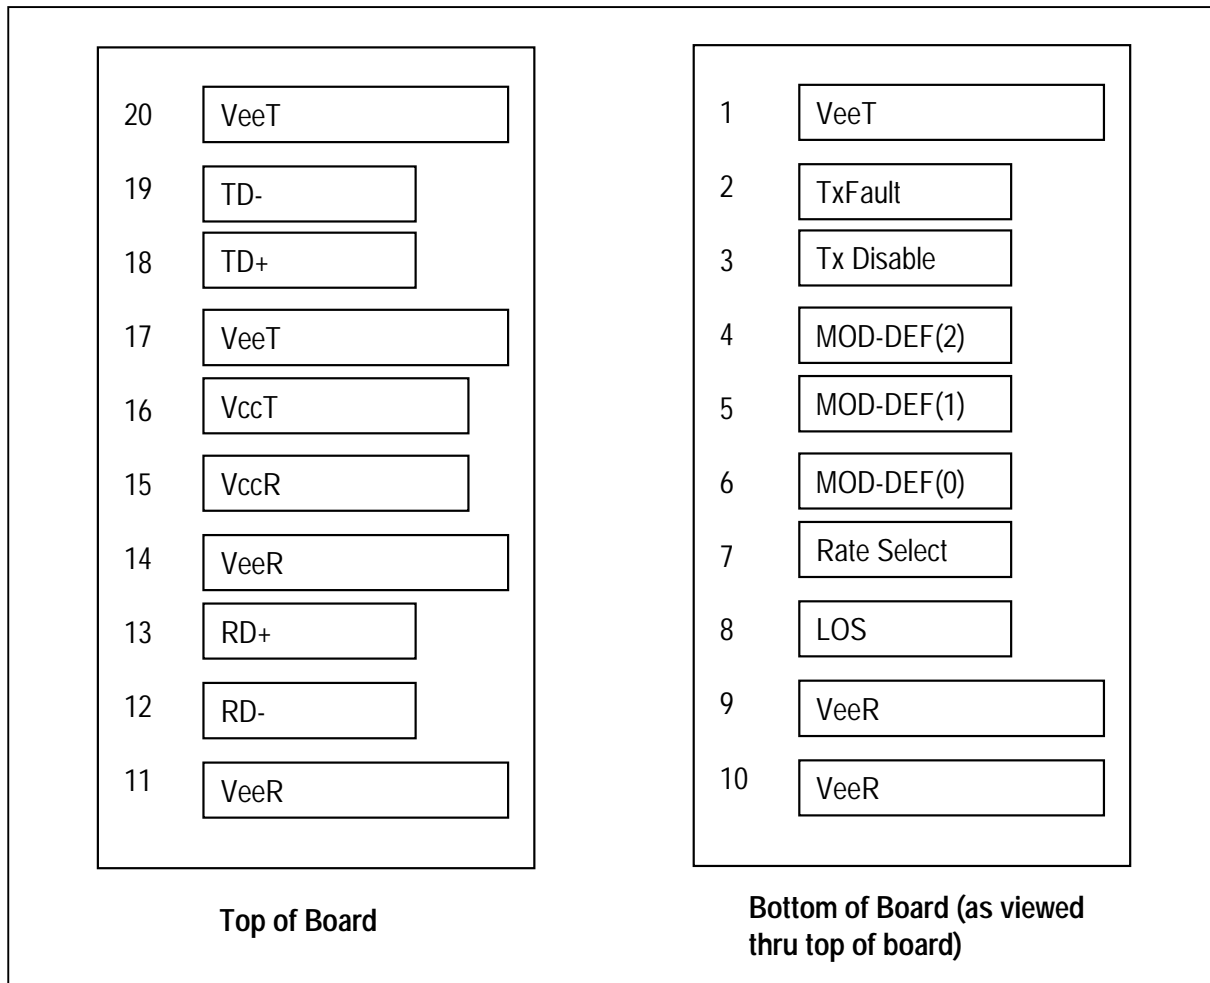 20 VeeT
19 TD-
18 TD+
17 VeeT
16 VccT
15 VccR
14 VeeR
13 RD+
12 RD-
11 VeeR
Top of Board
1 VeeT
2 TxFault
3 Tx Disable
4 MOD-DEF(2)
5 MOD-DEF(1)
6 MOD-DEF(0)
7 Rate Select
8 LOS
9 VeeR
10 VeeR
Bottom of Board (as viewed
thru top of board)